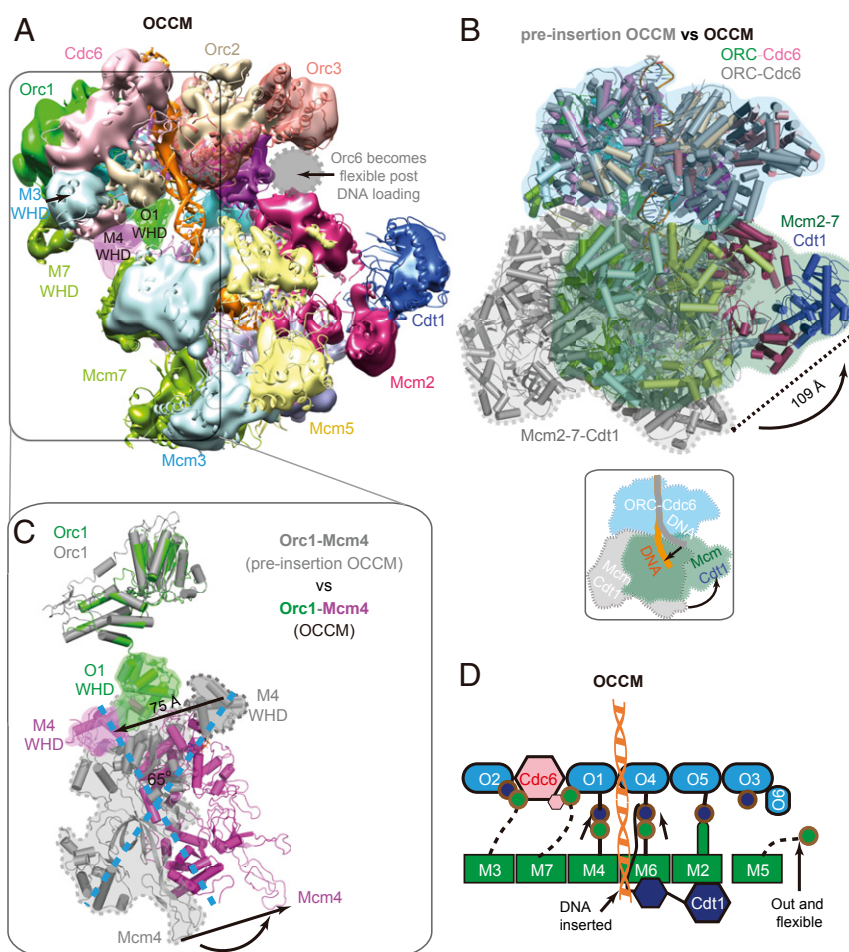 A
OCCM
Cdc6
Orc2
Orc3
Orc1
Orc6 becomes
flexible post
DNA loading
M3
WHD
O1
WHD
M4
WHD
M7
WHD
Cdt1
Mcm7
Mcm2
Mcm5
Mcm3
B
pre-insertion OCCM vs OCCM
ORC-Cdc6
ORC-Cdc6
Mcm2-7
Cdt1
109 Å
Mcm2-7-Cdt1
ORC-Cdc6
DNA
DNA
Mcm
Cdt1
Mcm
Cdt1
C
Orc1
Orc1
Orc1-Mcm4
(pre-insertion OCCM)
vs
Orc1-Mcm4
(OCCM)
O1
WHD
75 Å
M4
WHD
M4
WHD
65°
Mcm4
Mcm4
D
OCCM
O2 Cdc6 O1 O4 O5 O3
O6
M3 M7 M4 M6 M2 M5
Cdt1
DNA
inserted
Out and
flexible